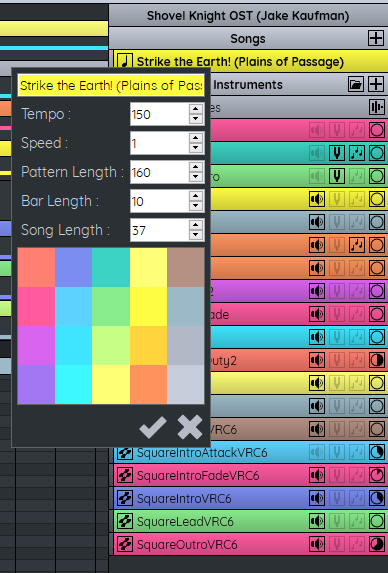 Shovel Knight OST (Jake Kaufman)
Songs
Strike the Earth! (Plains of Passage)
Instruments
Strike the Earth! (Plains of Pas
Tempo : 150
Speed : 1
Pattern Length : 160
Bar Length : 10
Song Length : 37
es
ro
2
ade
Duty2
VRC6
SquareIntroAttackVRC6
SquareIntroFadeVRC6
SquareIntroVRC6
SquareLeadVRC6
SquareOutroVRC6